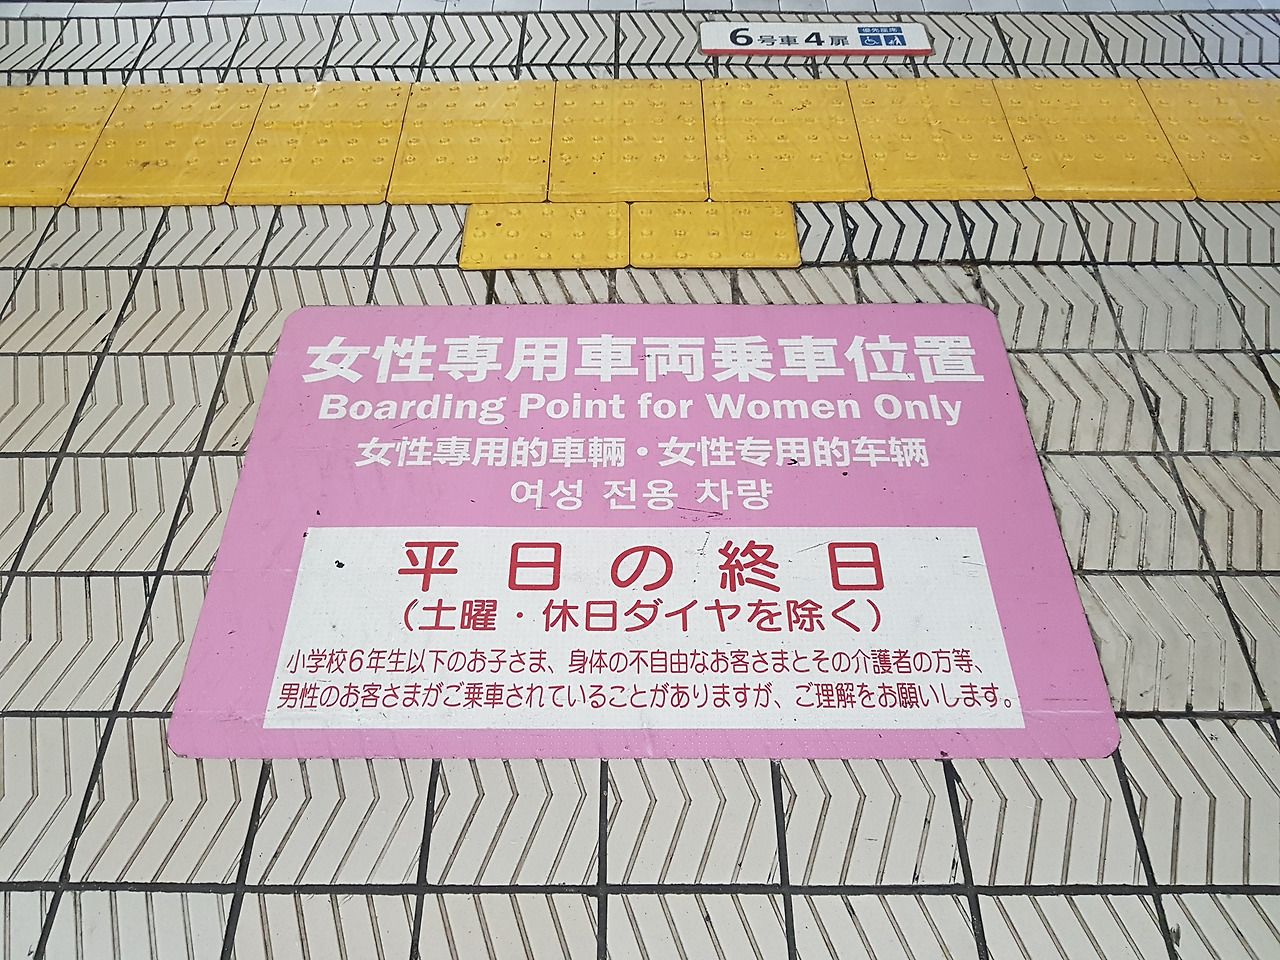 6号車4扉 優先座席
女性専用車両乗車位置
Boarding Point for Women Only
女性專用的車輛・女性专用的车辆
여성 전용 차량
平日の終日
(土曜・休日ダイヤを除く)
小学校6年生以下のお子さま、身体の不自由なお客さまとその介護者の方等、
男性のお客さまがご乗車されていることがありますが、ご理解をお願いします。